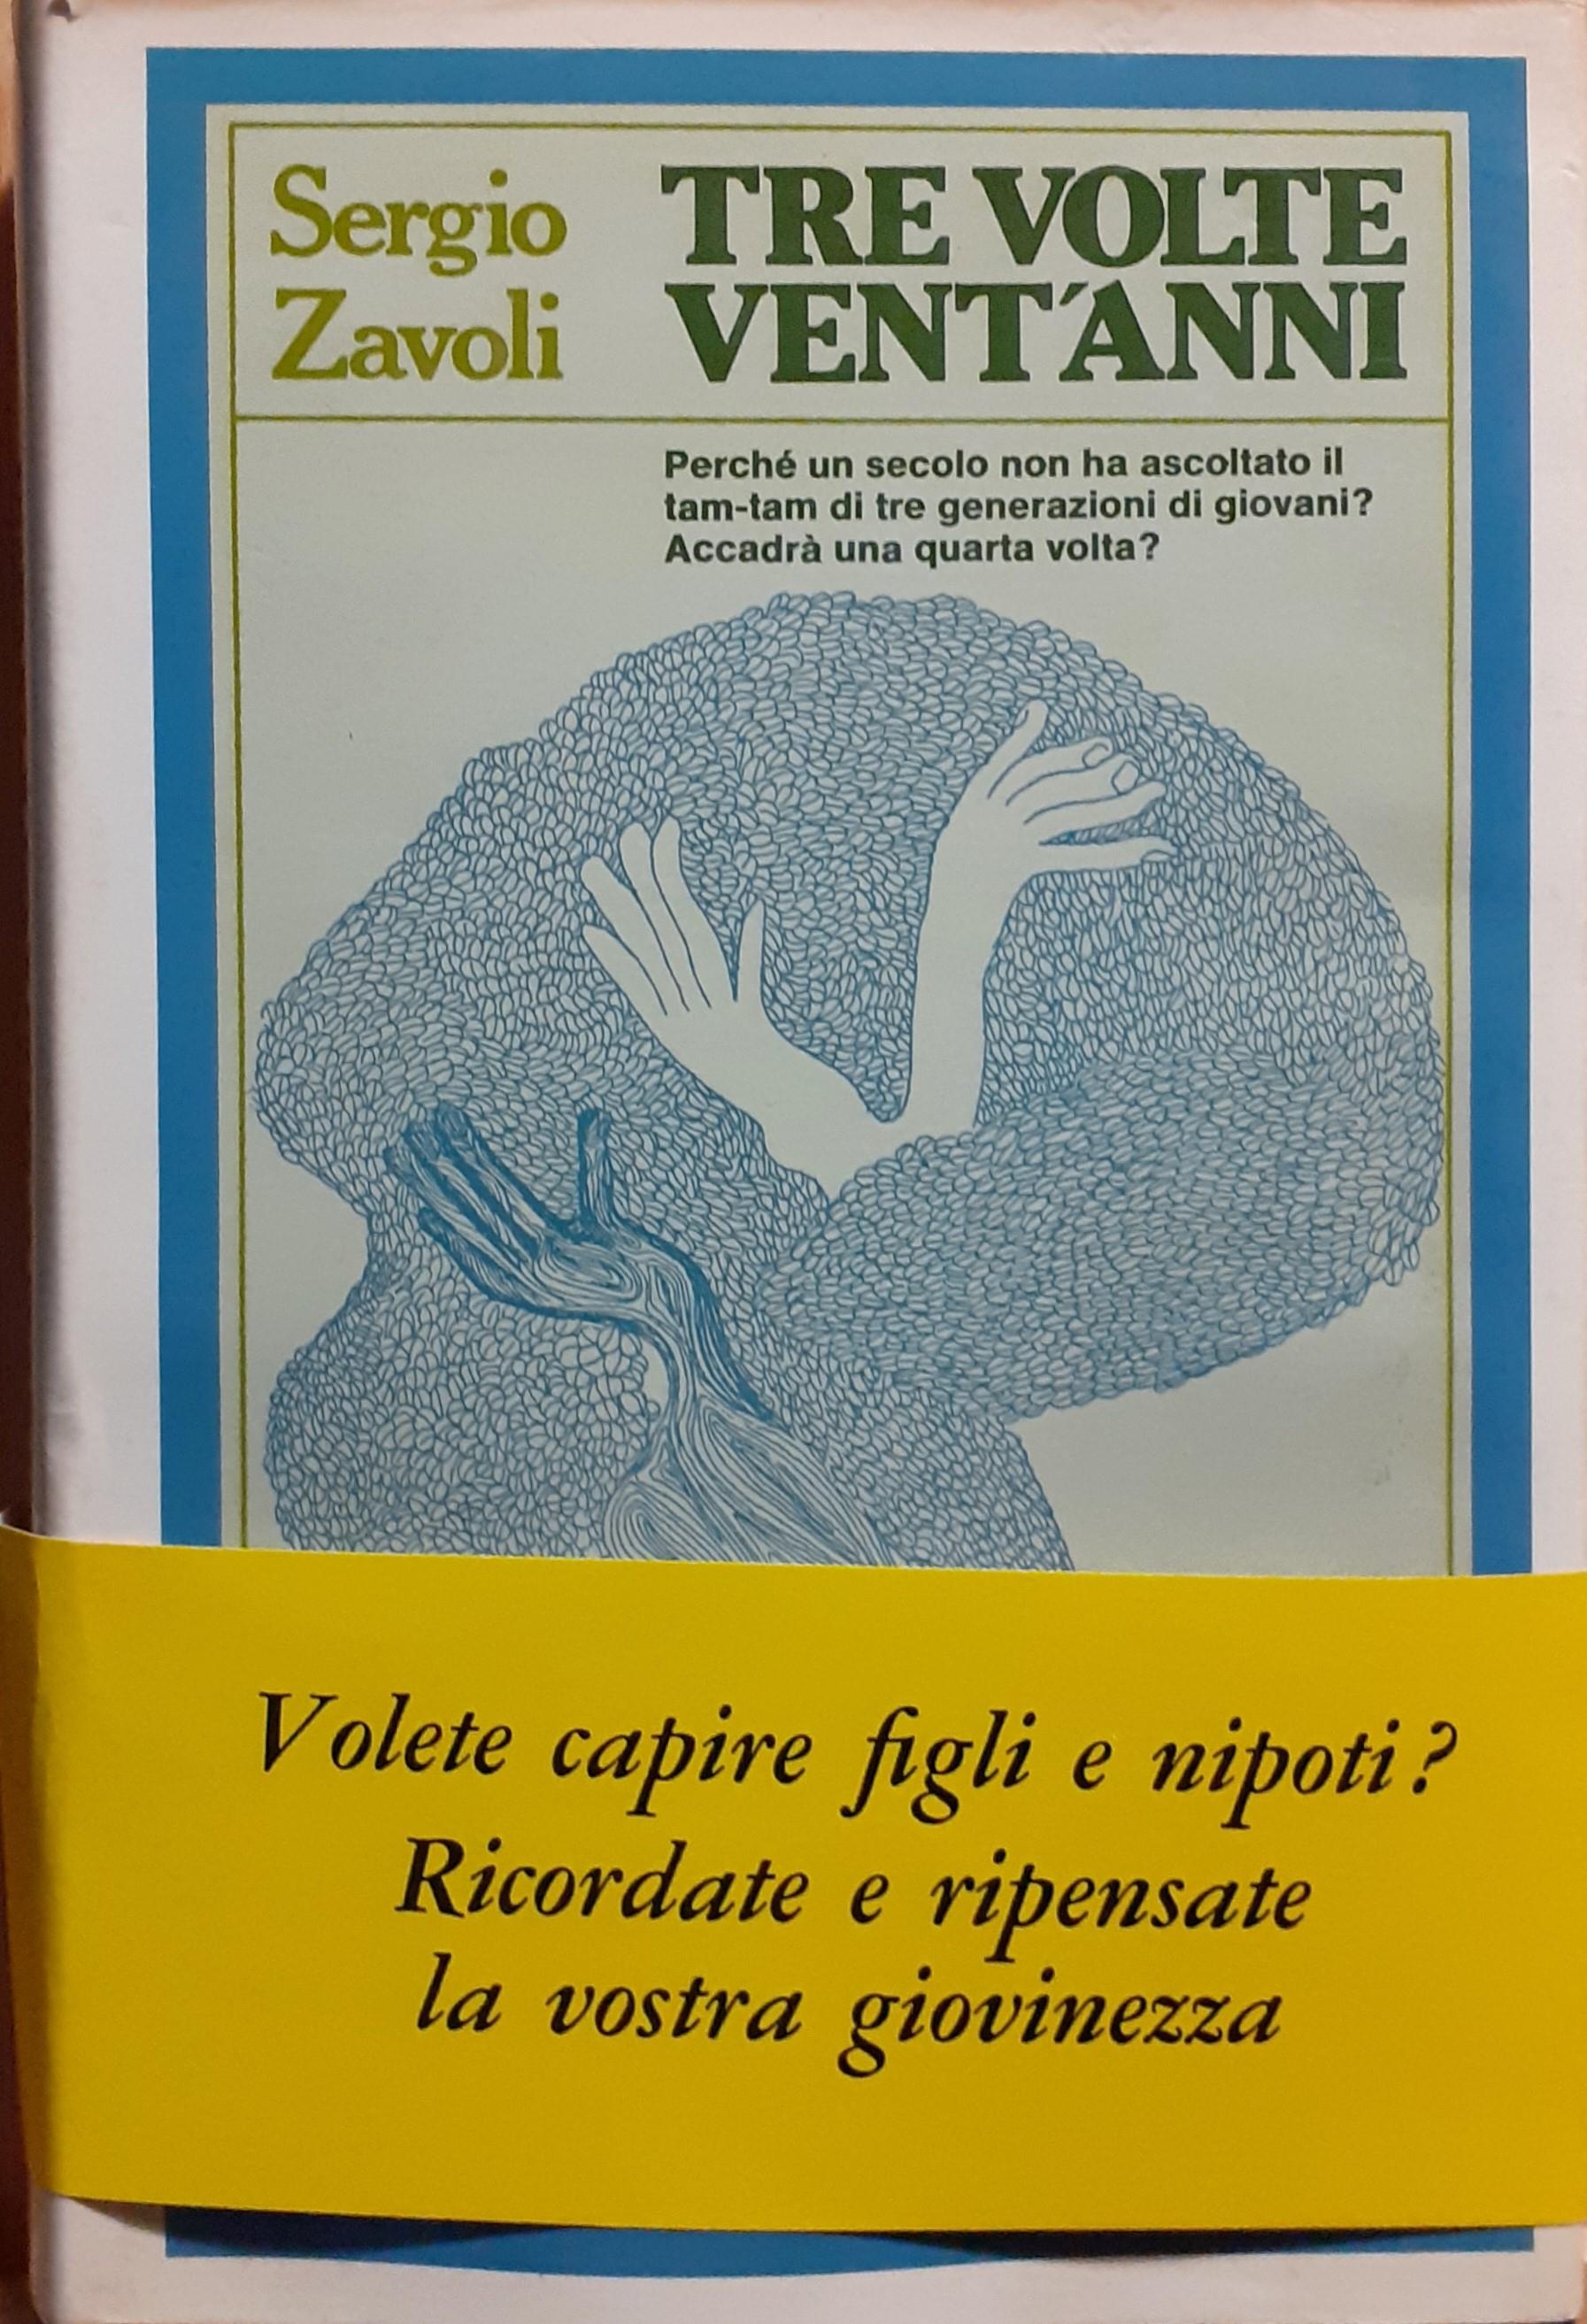 Sergio
Zavoli
TRE VOLTE
VENT'ANNI
Perché un secolo non ha ascoltato il
tam-tam di tre generazioni di giovani?
Accadrà una quarta volta?
Volete capire figli e nipoti?
Ricordate e ripensate
la vostra giovinezza